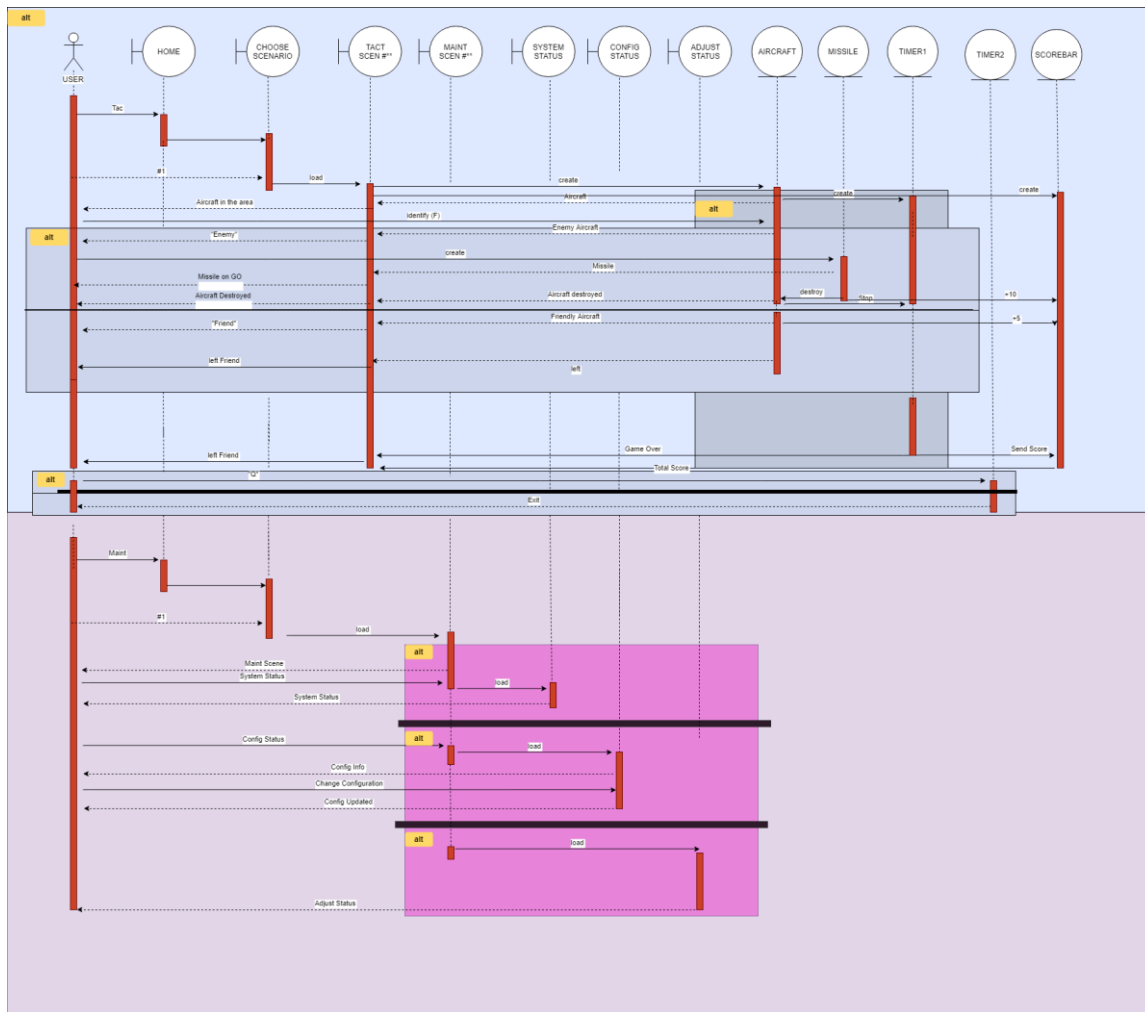 alt
HOME
CHOOSE
SCENARIO
TACT
SCEN #**
MAINT
SCEN #**
SYSTEM
STATUS
CONFIG
STATUS
ADJUST
STATUS
AIRCRAFT
MISSILE
TIMER1
TIMER2
SCOREBAR
USER
Tac
#1
load
create
create
create
Aircraft
Aircraft in the area
alt
identify (F)
Enemy Aircraft
alt
"Enemy"
create
Missile
Missile on GO
destroy
+10
Aircraft destroyed
Aircraft Destroyed
Stop
Friendly Aircraft
+5
"Friend"
left Friend
left
Game Over
Send Score
left Friend
Total Score
alt
"Q"
Exit
Maint
#1
load
alt
Maint Scene
System Status
load
System Status
alt
Config Status
load
Config Info
Change Configuration
Config Updated
alt
load
Adjust Status